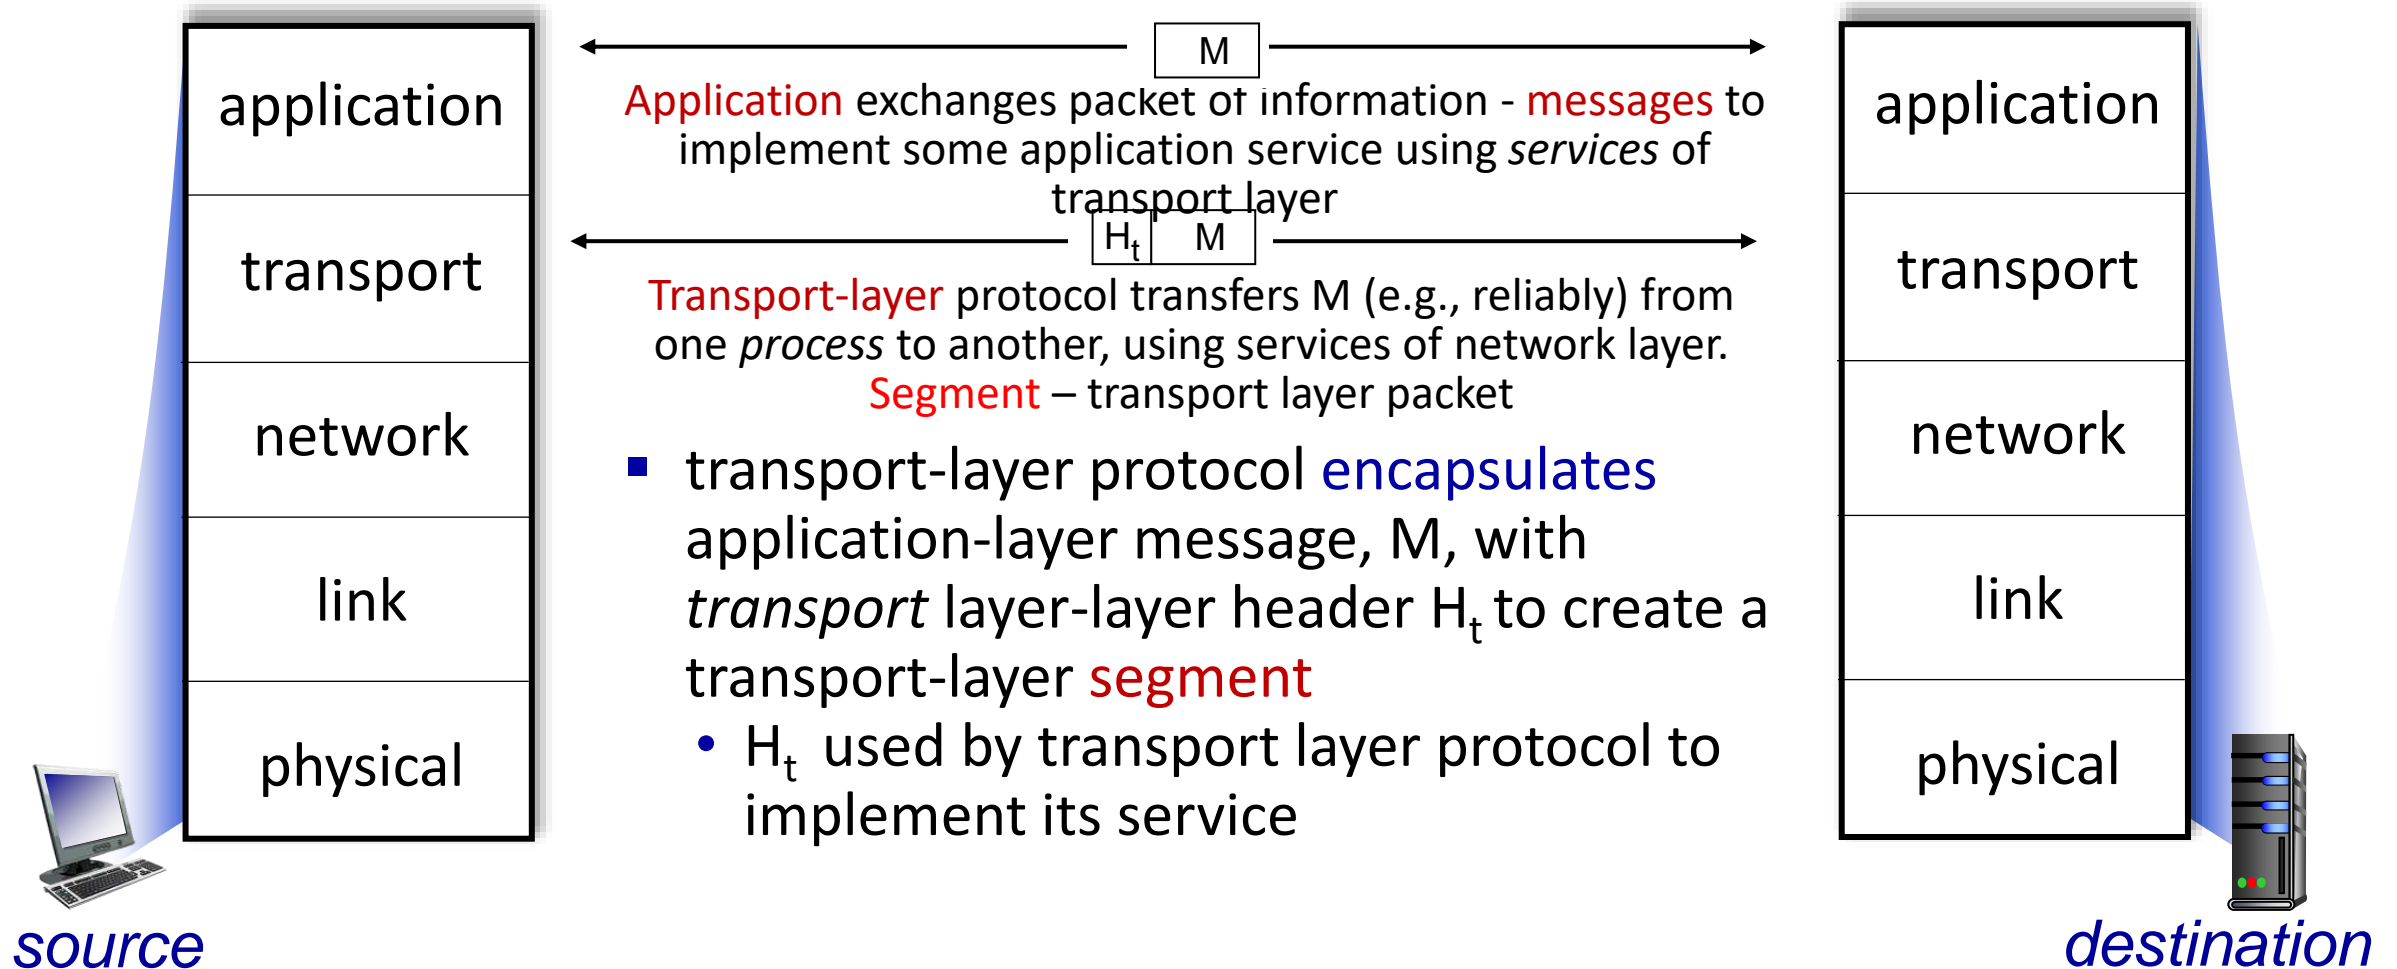 application
transport
network
link
physical
source
M
Application exchanges packet of information - messages to
implement some application service using services of
transport layer
Ht M
Transport-layer protocol transfers M (e.g., reliably) from
one process to another, using services of network layer.
Segment – transport layer packet
▪ transport-layer protocol encapsulates
application-layer message, M, with
transport layer-layer header Ht to create a
transport-layer segment
• Ht used by transport layer protocol to
implement its service
application
transport
network
link
physical
destination